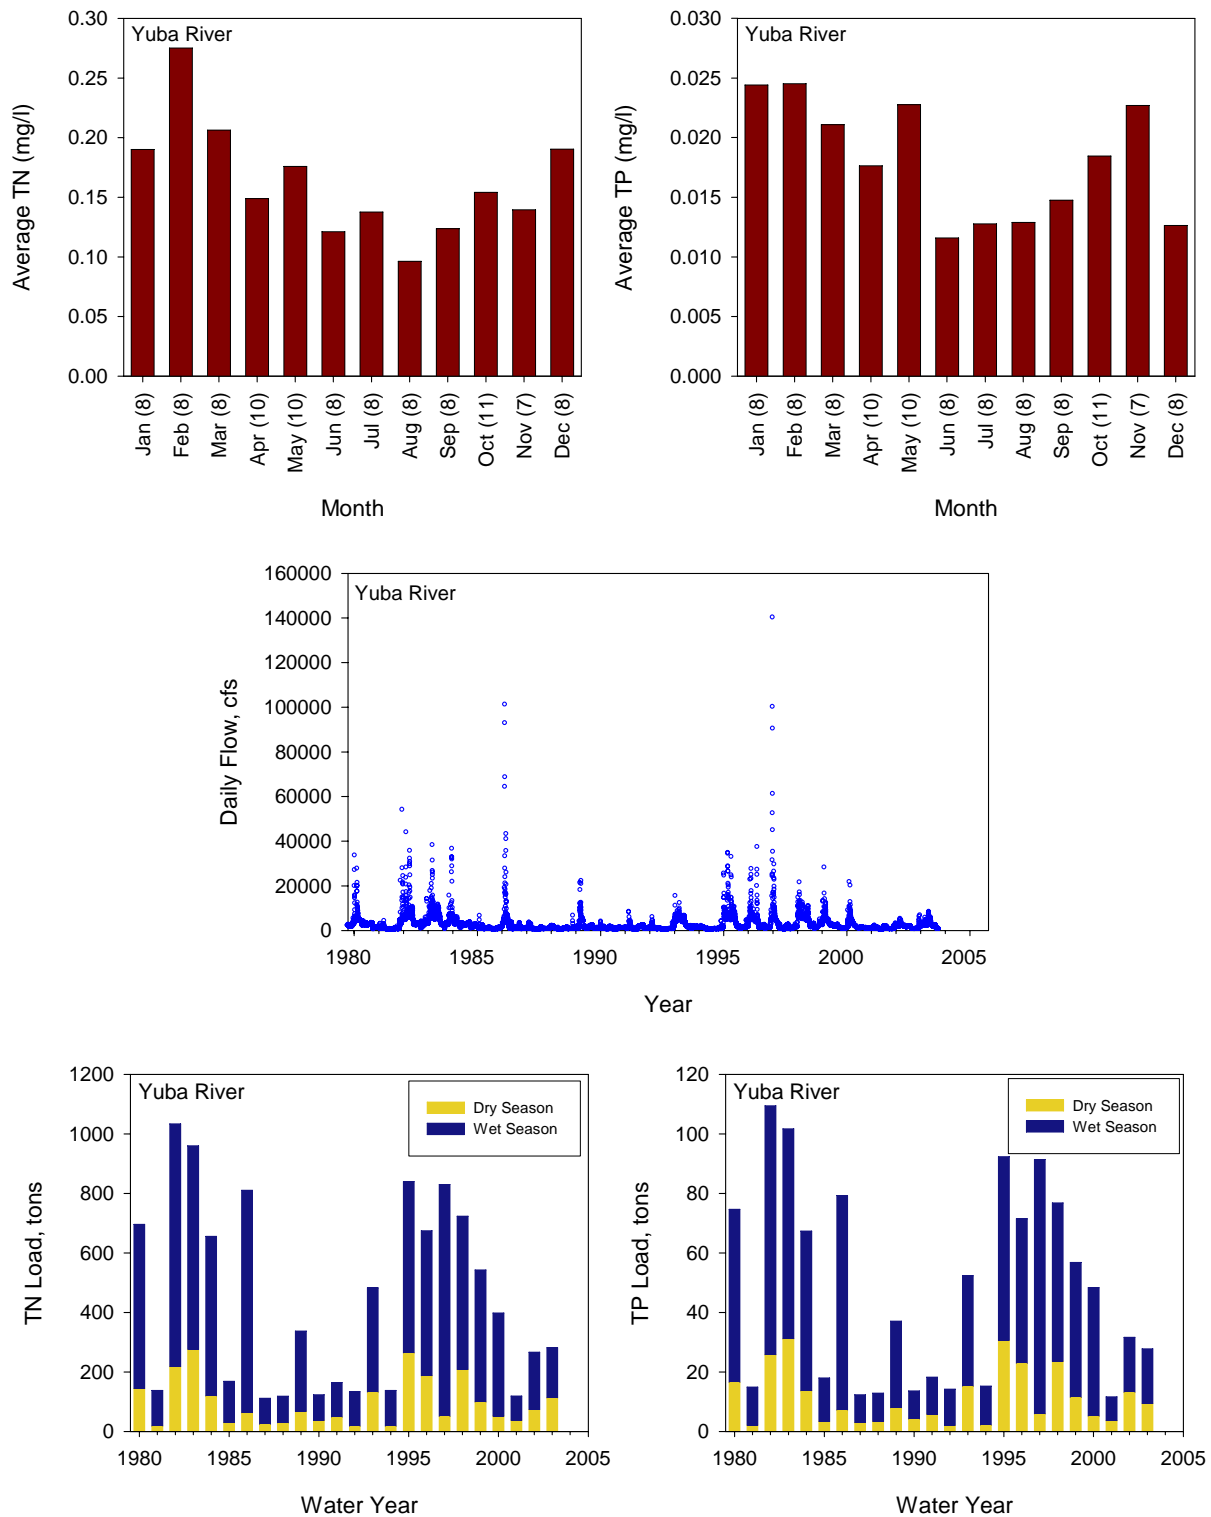 Yuba River
Average TN (mg/l)
0.30
0.25
0.20
0.15
0.10
0.05
0.00
Jan (8)
Feb (8)
Mar (8)
Apr (10)
May (10)
Jun (8)
Jul (8)
Aug (8)
Sep (8)
Oct (11)
Nov (7)
Dec (8)
Month
Yuba River
Average TP (mg/l)
0.030
0.025
0.020
0.015
0.010
0.005
0.000
Jan (8)
Feb (8)
Mar (8)
Apr (10)
May (10)
Jun (8)
Jul (8)
Aug (8)
Sep (8)
Oct (11)
Nov (7)
Dec (8)
Month
Yuba River
Daily Flow, cfs
160000
140000
120000
100000
80000
60000
40000
20000
0
1980 1985 1990 1995 2000 2005
Year
Yuba River
Dry Season
Wet Season
TN Load, tons
1200
1000
800
600
400
200
0
1980 1985 1990 1995 2000 2005
Water Year
Yuba River
Dry Season
Wet Season
TP Load, tons
120
100
80
60
40
20
0
1980 1985 1990 1995 2000 2005
Water Year